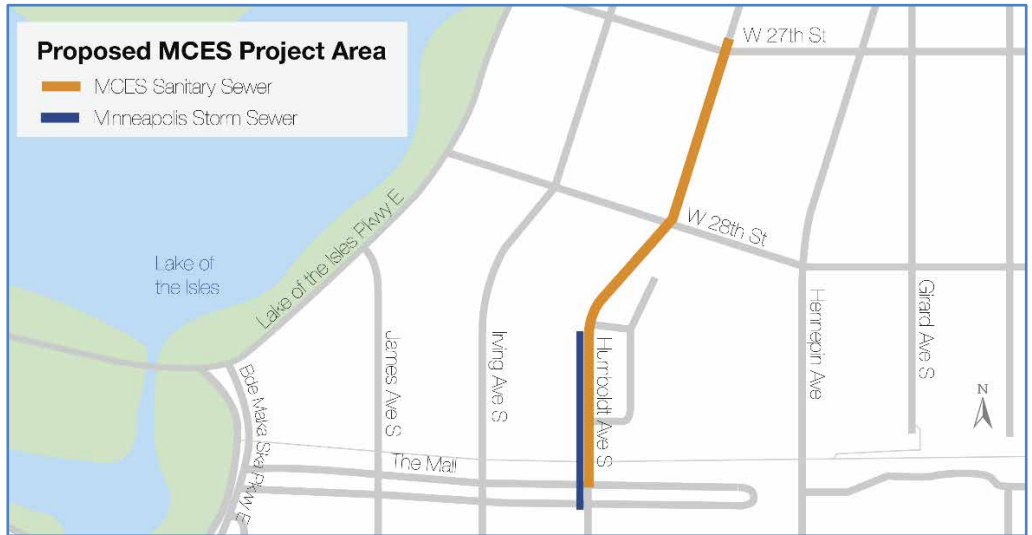 Proposed MCES Project Area
MCES Sanitary Sewer
Minneapolis Storm Sewer
W 27th St
W 28th St
Lake of the Isles Pkwy E
Lake of
the Isles
James Ave S
Irving Ave S
Humboldt Ave S
Hennepin Ave
Girard Ave S
Bde Maka Ska Pkwy E
The Mall
N